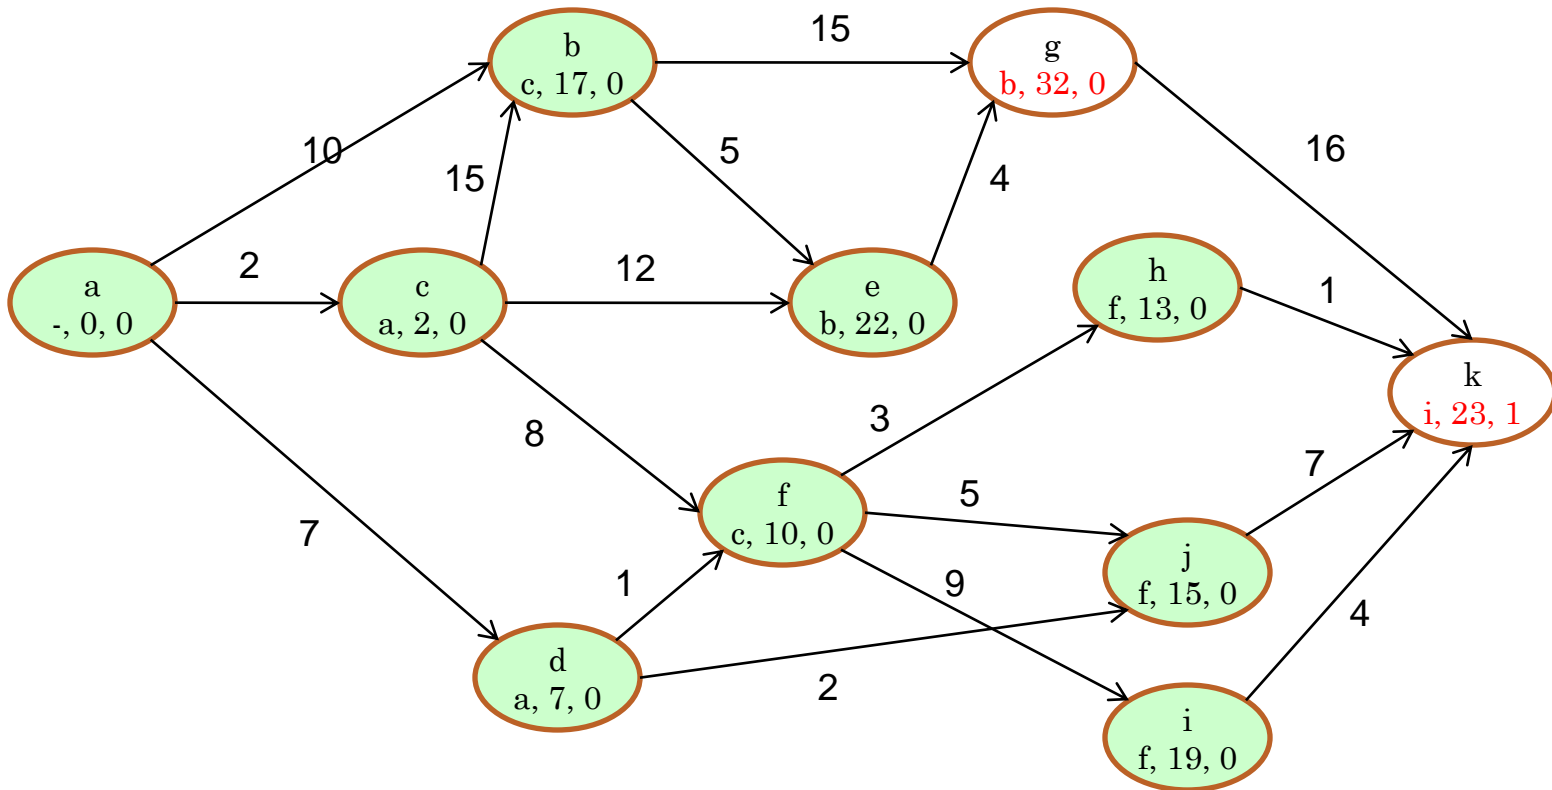 15
b
c, 17, 0
g
b, 32, 0
10
15
5
4
16
2
12
a
-, 0, 0
c
a, 2, 0
e
b, 22, 0
h
f, 13, 0
1
k
i, 23, 1
8
3
7
f
c, 10, 0
5
7
1
9
j
f, 15, 0
4
d
a, 7, 0
2
i
f, 19, 0